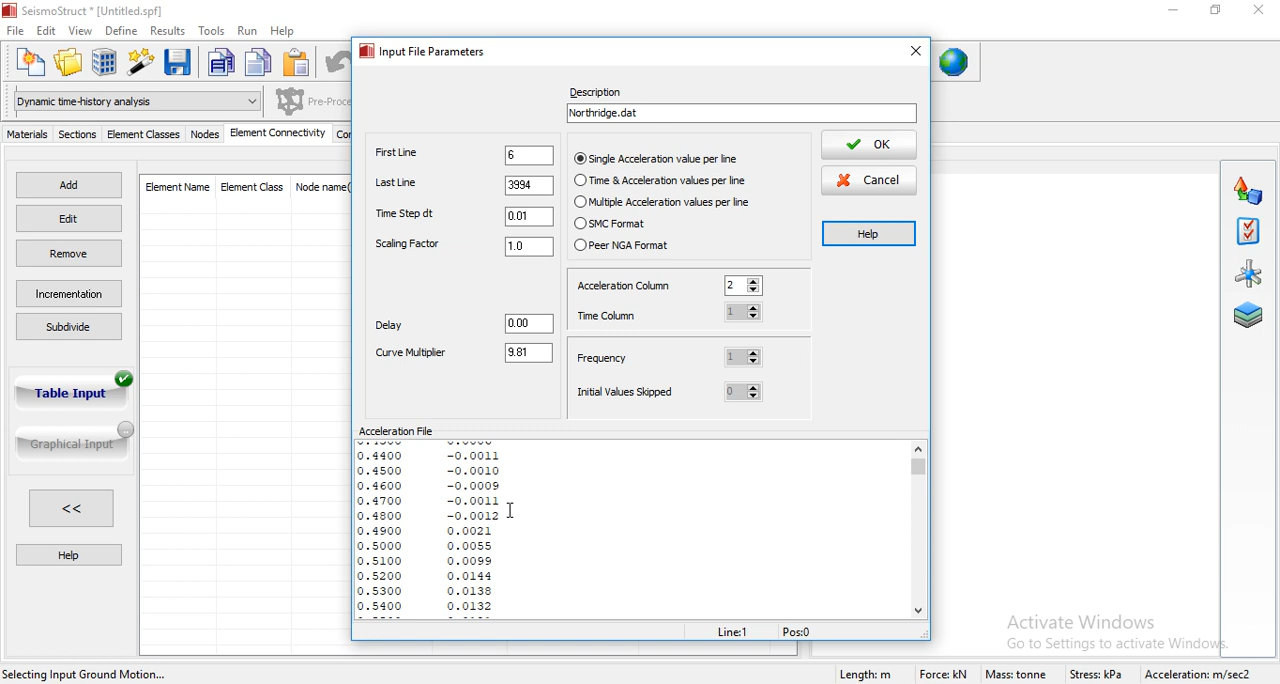 SeismoStruct * [Untitled.spf]
File Edit View Define Results Tools Run Help
Dynamic time-history analysis
Materials Sections Element Classes Nodes Element Connectivity
Add
Edit
Remove
Incrementation
Subdivide
Table Input
Graphical Input
<<
Help
Element Name Element Class Node name(
Input File Parameters
Description
Northridge.dat
First Line 6
Last Line 3994
Time Step dt 0.01
Scaling Factor 1.0
Delay 0.00
Curve Multiplier 9.81
Single Acceleration value per line
Time & Acceleration values per line
Multiple Acceleration values per line
SMC Format
Peer NGA Format
Acceleration Column 2
Time Column 1
Frequency 1
Initial Values Skipped 0
OK
Cancel
Help
Acceleration File
0.4400 -0.0011
0.4500 -0.0010
0.4600 -0.0009
0.4700 -0.0011
0.4800 -0.0012
0.4900 0.0021
0.5000 0.0055
0.5100 0.0099
0.5200 0.0144
0.5300 0.0138
0.5400 0.0132
Line:1 Pos:0
Activate Windows
Go to Settings to activate Windows.
Selecting Input Ground Motion... Length: m Force: kN Mass: tonne Stress: kPa Acceleration: m/sec2